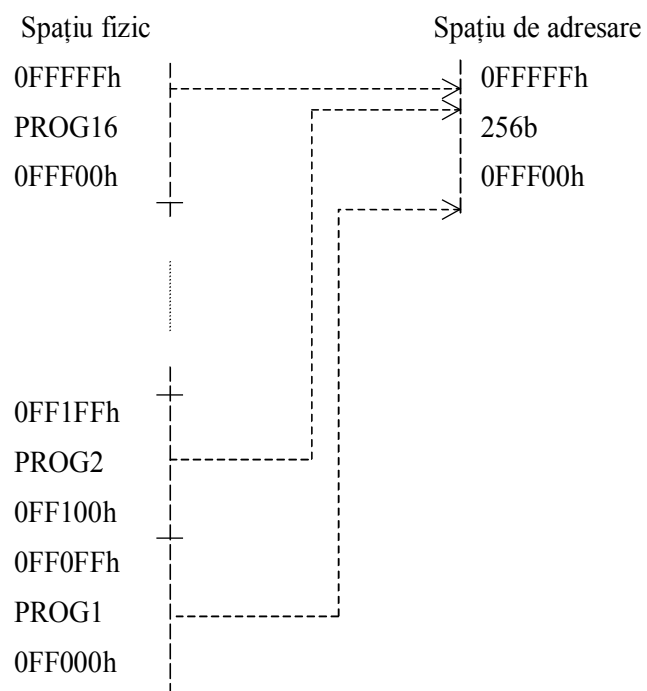 Spațiu fizic
Spațiu de adresare
0FFFFFh
PROG16
0FFF00h
0FFFFFh
256b
0FFF00h
0FF1FFh
PROG2
0FF100h
0FF0FFh
PROG1
0FF000h